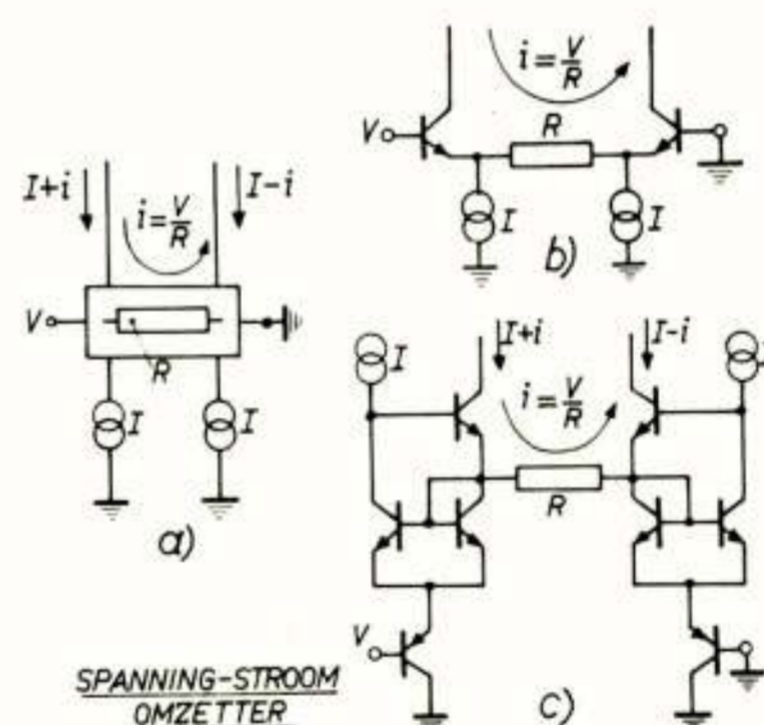 I+i
I-i
i=V/R
V
R
I
I
a)
i=V/R
V
R
I
I
b)
I
I+i
I-i
i=V/R
R
V
c)
SPANNING-STROOM
OMZETTER